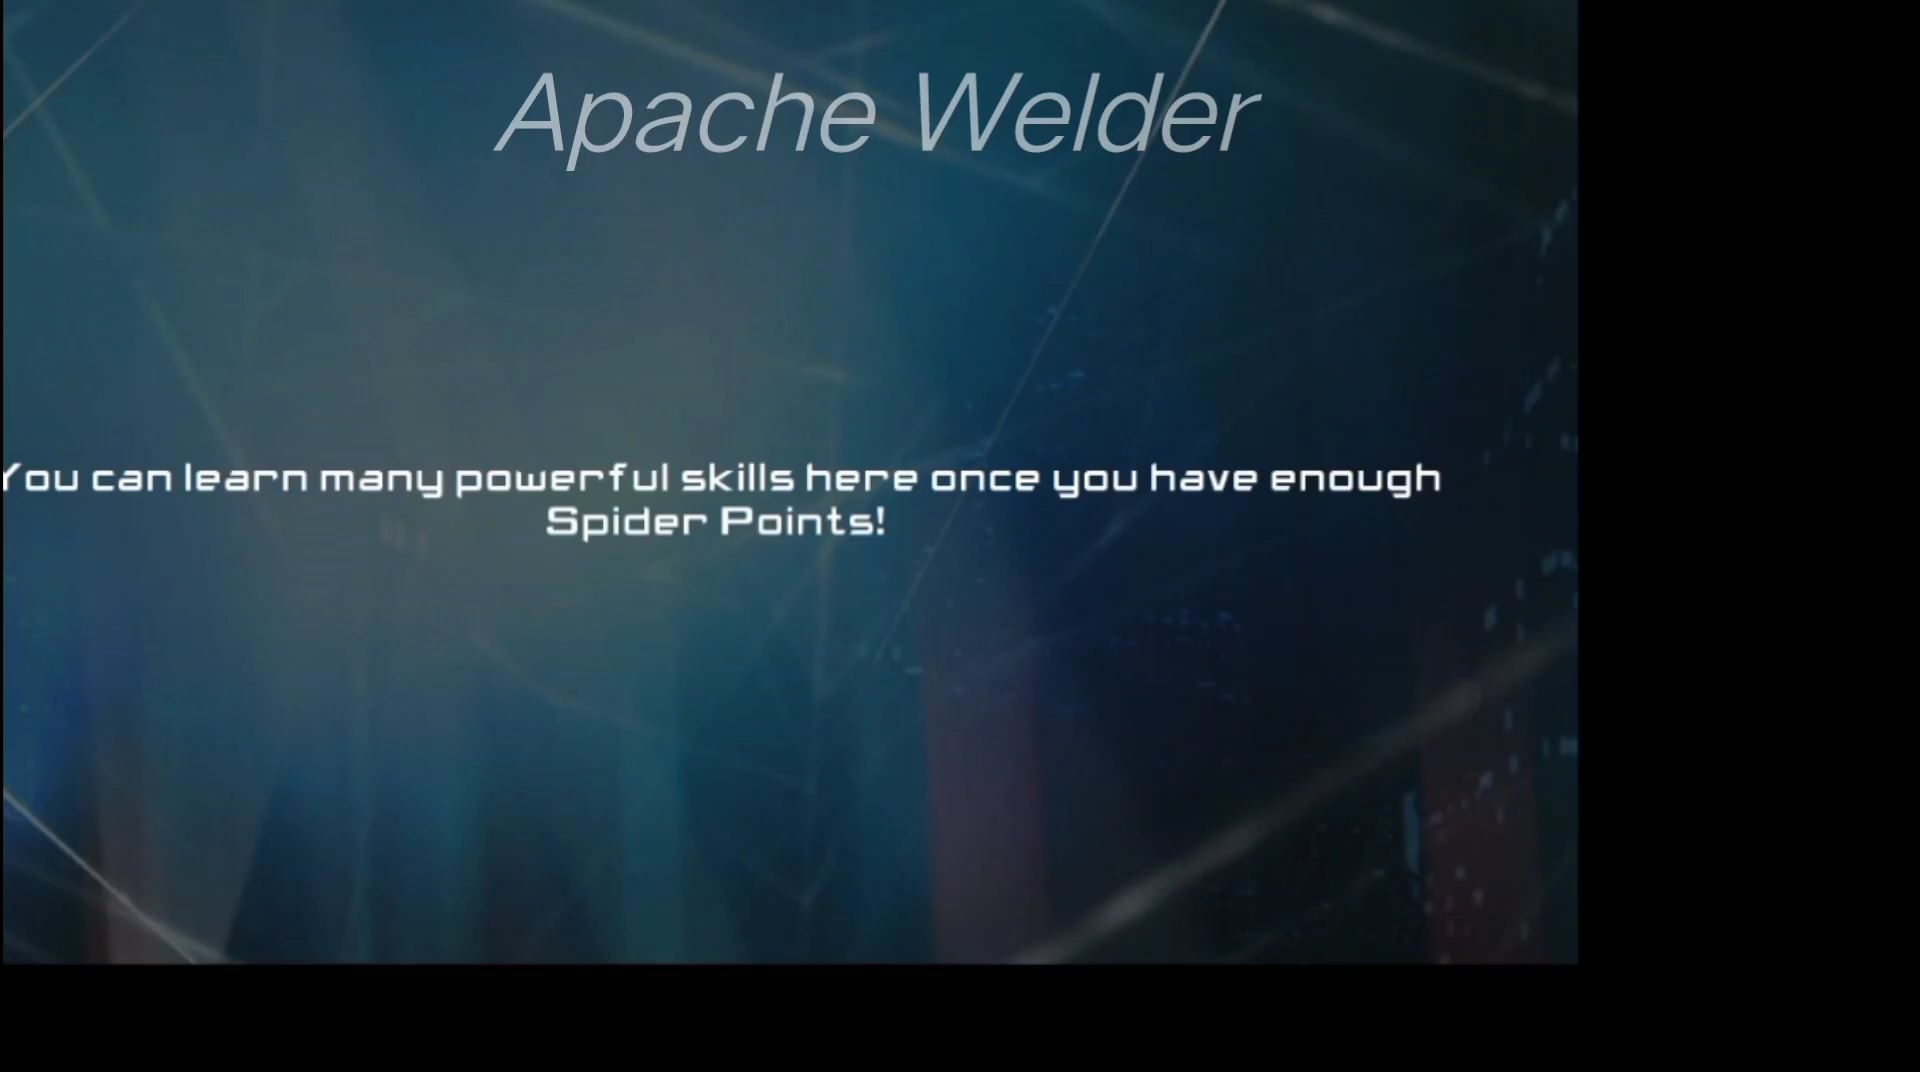 Apache Welder
You can learn many powerful skills here once you have enough
Spider Points!